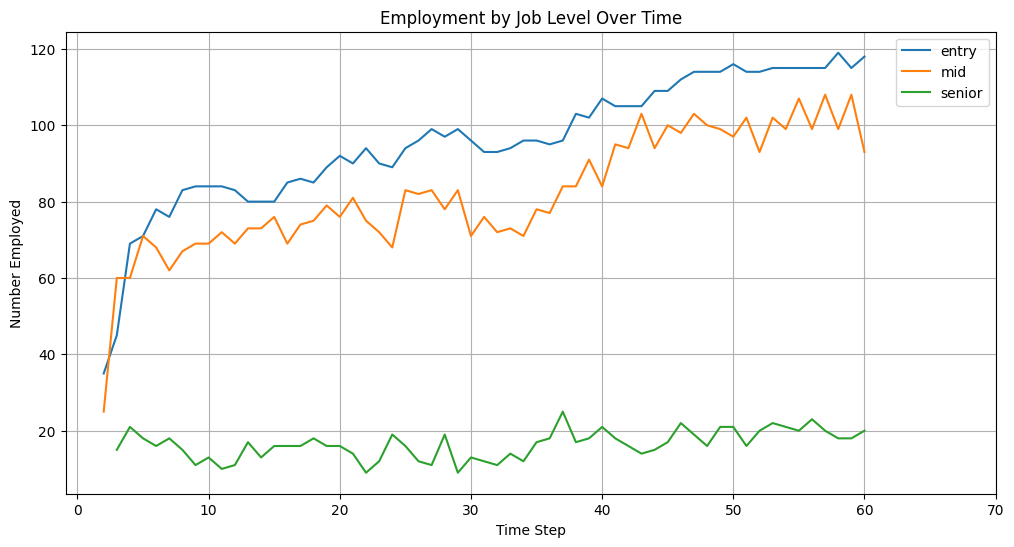 Employment by Job Level Over Time
entry
mid
senior
Number Employed
120
100
80
60
40
20
0 10 20 30 40 50 60 70
Time Step